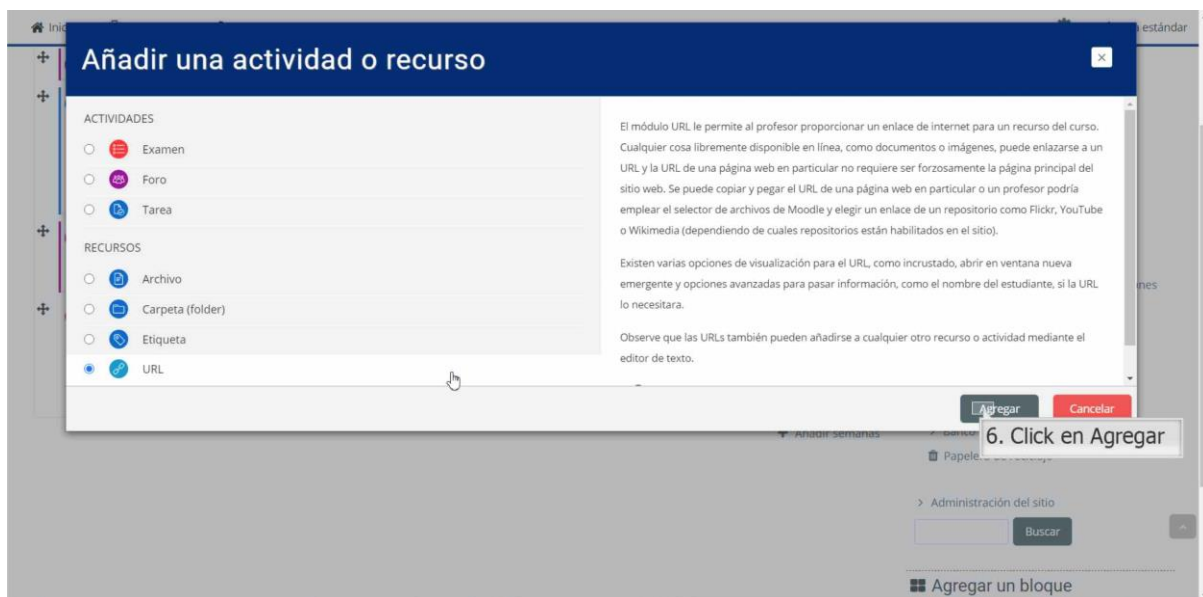 Añadir una actividad o recurso
estándar
ACTIVIDADES
Examen
Foro
Tarea
RECURSOS
Archivo
Carpeta (folder)
Etiqueta
URL
El módulo URL le permite al profesor proporcionar un enlace de internet para un recurso del curso.
Cualquier cosa libremente disponible en línea, como documentos o imágenes, puede enlazarse a un
URL y la URL de una página web en particular no requiere ser forzosamente la página principal del
sitio web. Se puede copiar y pegar el URL de una página web en particular o un profesor podría
emplear el selector de archivos de Moodle y elegir un enlace de un repositorio como Flickr, YouTube
o Wikimedia (dependiendo de cuales repositorios están habilitados en el sitio).
Existen varias opciones de visualización para el URL, como incrustado, abrir en ventana nueva
emergente y opciones avanzadas para pasar información, como el nombre del estudiante, si la URL
lo necesitara.
Observe que las URLs también pueden añadirse a cualquier otro recurso o actividad mediante el
editor de texto.
Agregar
Cancelar
6. Click en Agregar
Añadir semanas
Administración del sitio
Buscar
Agregar un bloque